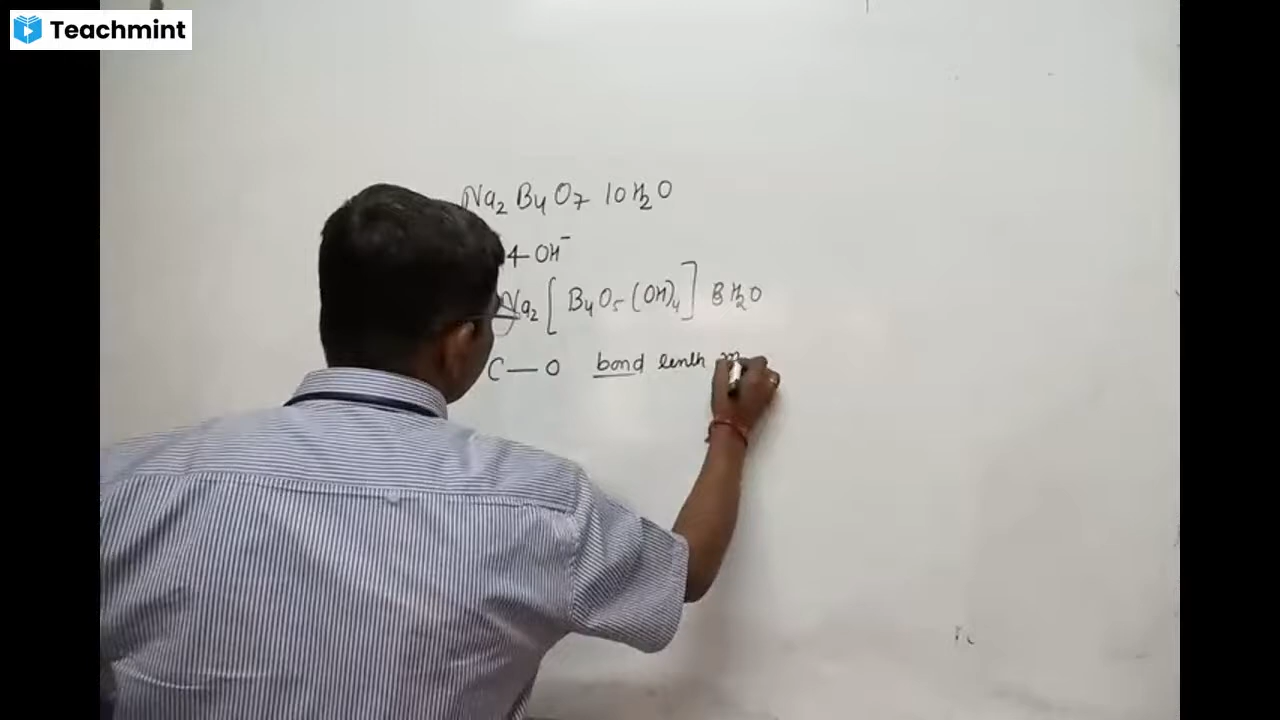 Teachmint
Na₂ B₄ O₇ 10 H₂O
4 OH⁻
Na₂ [ B₄ O₅ (OH)₄ ] 8 H₂O
C — O bond lenth